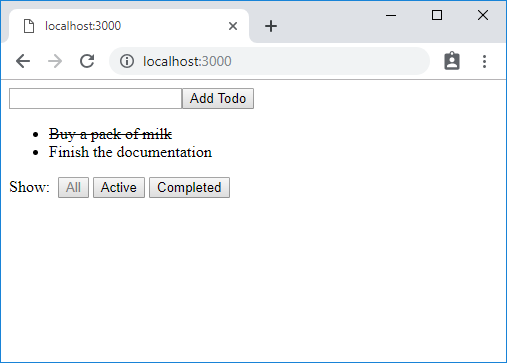 localhost:3000
localhost:3000
Add Todo
Buy a pack of milk
Finish the documentation
Show: All Active Completed